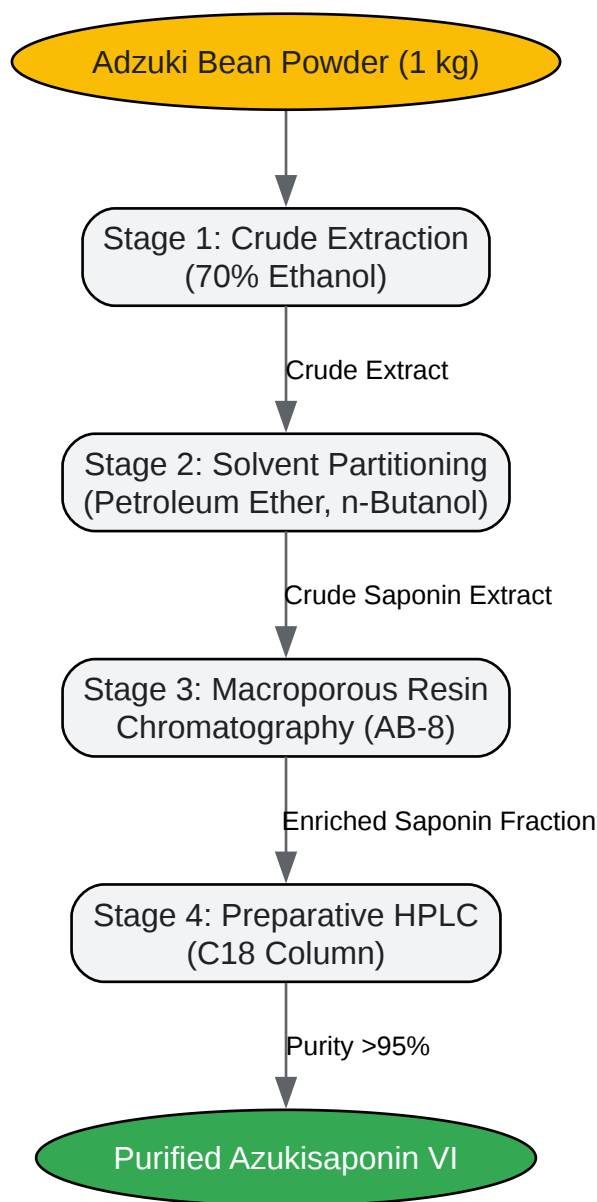 Adzuki Bean Powder (1 kg)
Stage 1: Crude Extraction
(70% Ethanol)
Crude Extract
Stage 2: Solvent Partitioning
(Petroleum Ether, n-Butanol)
Crude Saponin Extract
Stage 3: Macroporous Resin
Chromatography (AB-8)
Enriched Saponin Fraction
Stage 4: Preparative HPLC
(C18 Column)
Purity >95%
Purified Azukisaponin VI